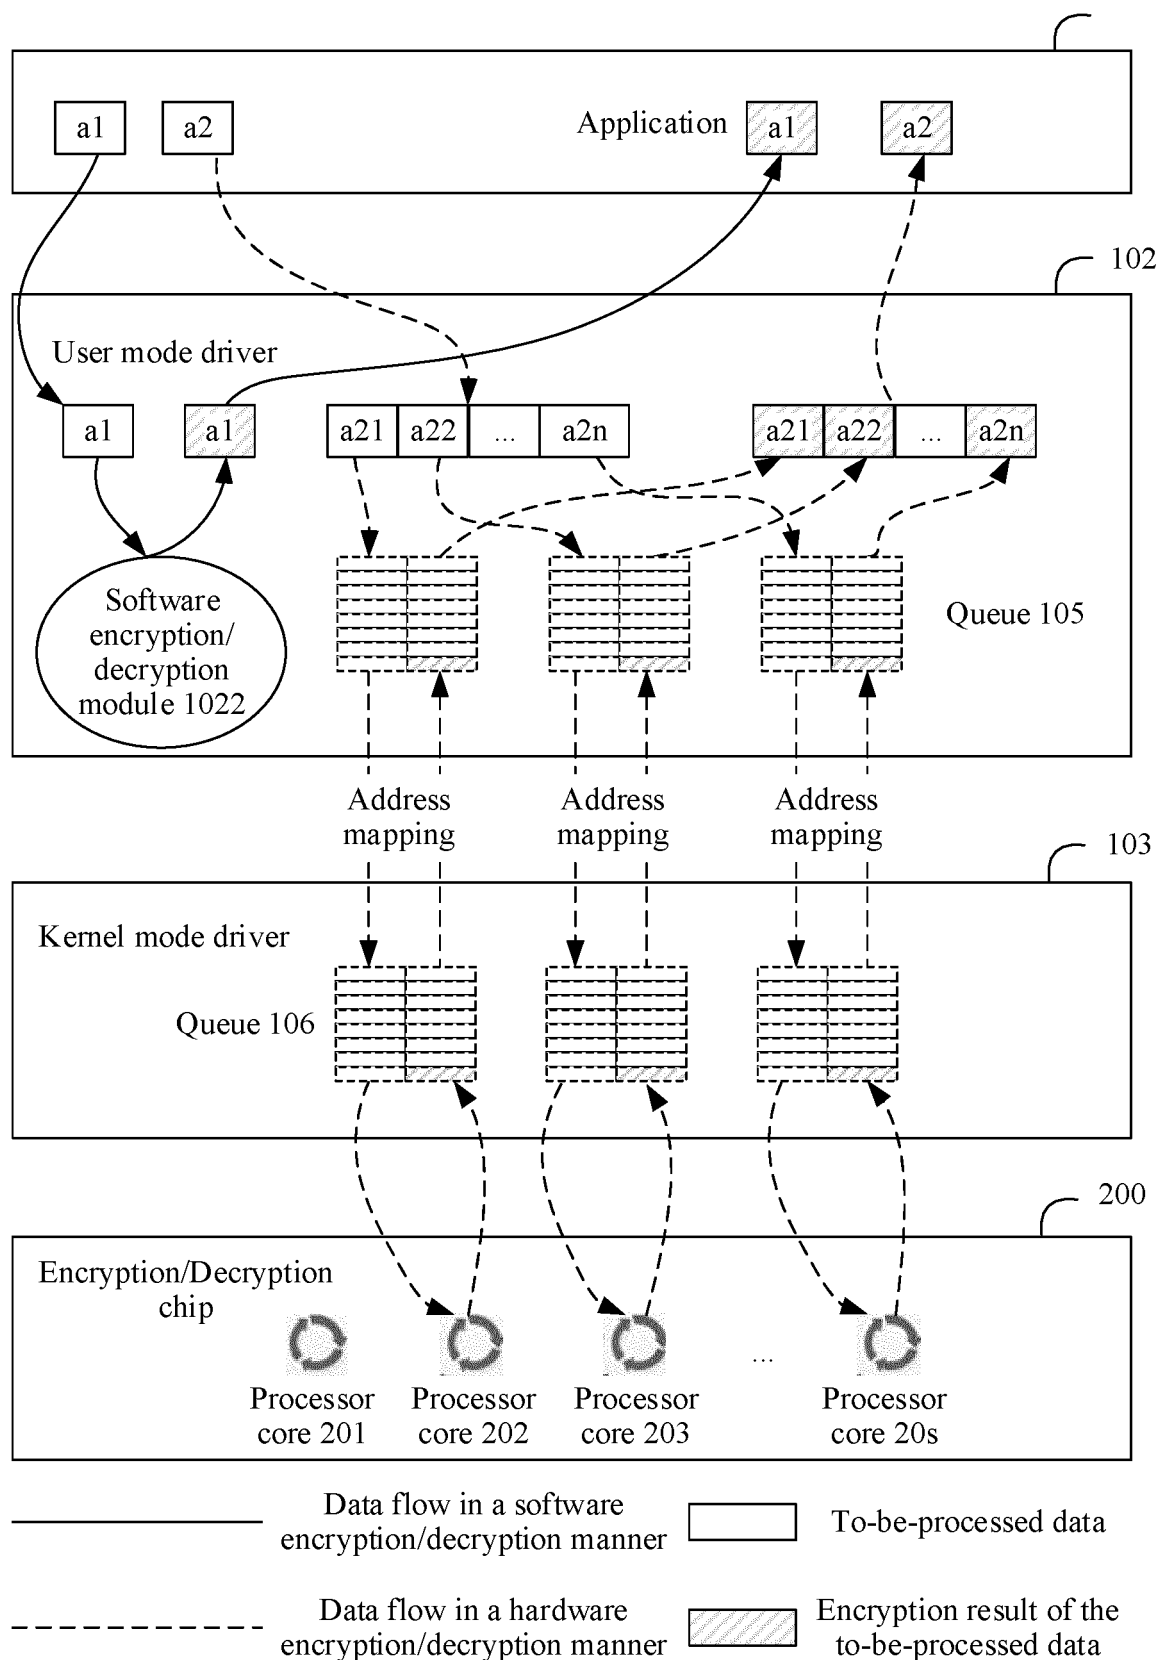 a1
a2
Application
a1
a2
102
User mode driver
a1
a1
a21
a22
...
a2n
a21
a22
...
a2n
Software
encryption/
decryption
module 1022
Queue 105
Address
mapping
Address
mapping
Address
mapping
103
Kernel mode driver
Queue 106
200
Encryption/Decryption
chip
...
Processor
core 201
Processor
core 202
Processor
core 203
Processor
core 20s
Data flow in a software
encryption/decryption manner
To-be-processed data
Data flow in a hardware
encryption/decryption manner
Encryption result of the
to-be-processed data